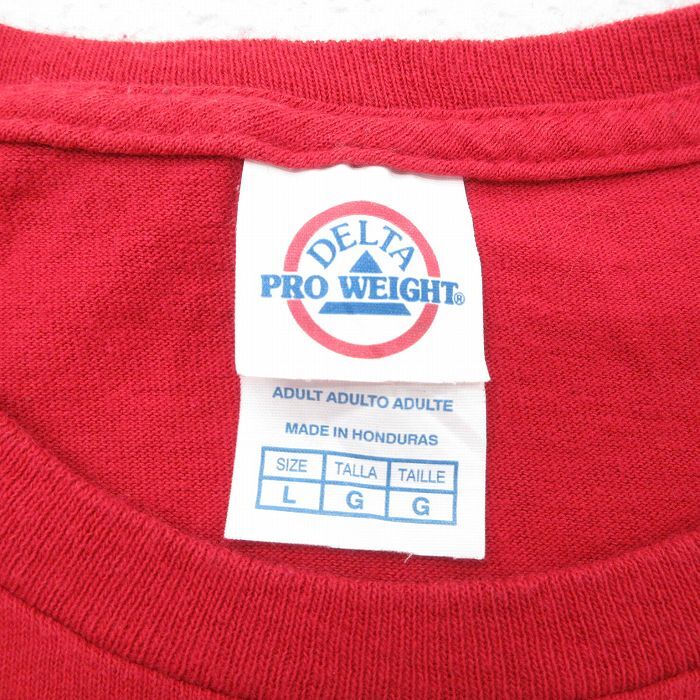 DELTA
PRO WEIGHT®
ADULT ADULTO ADULTE
MADE IN HONDURAS
SIZE TALLA TAILLE
L G G